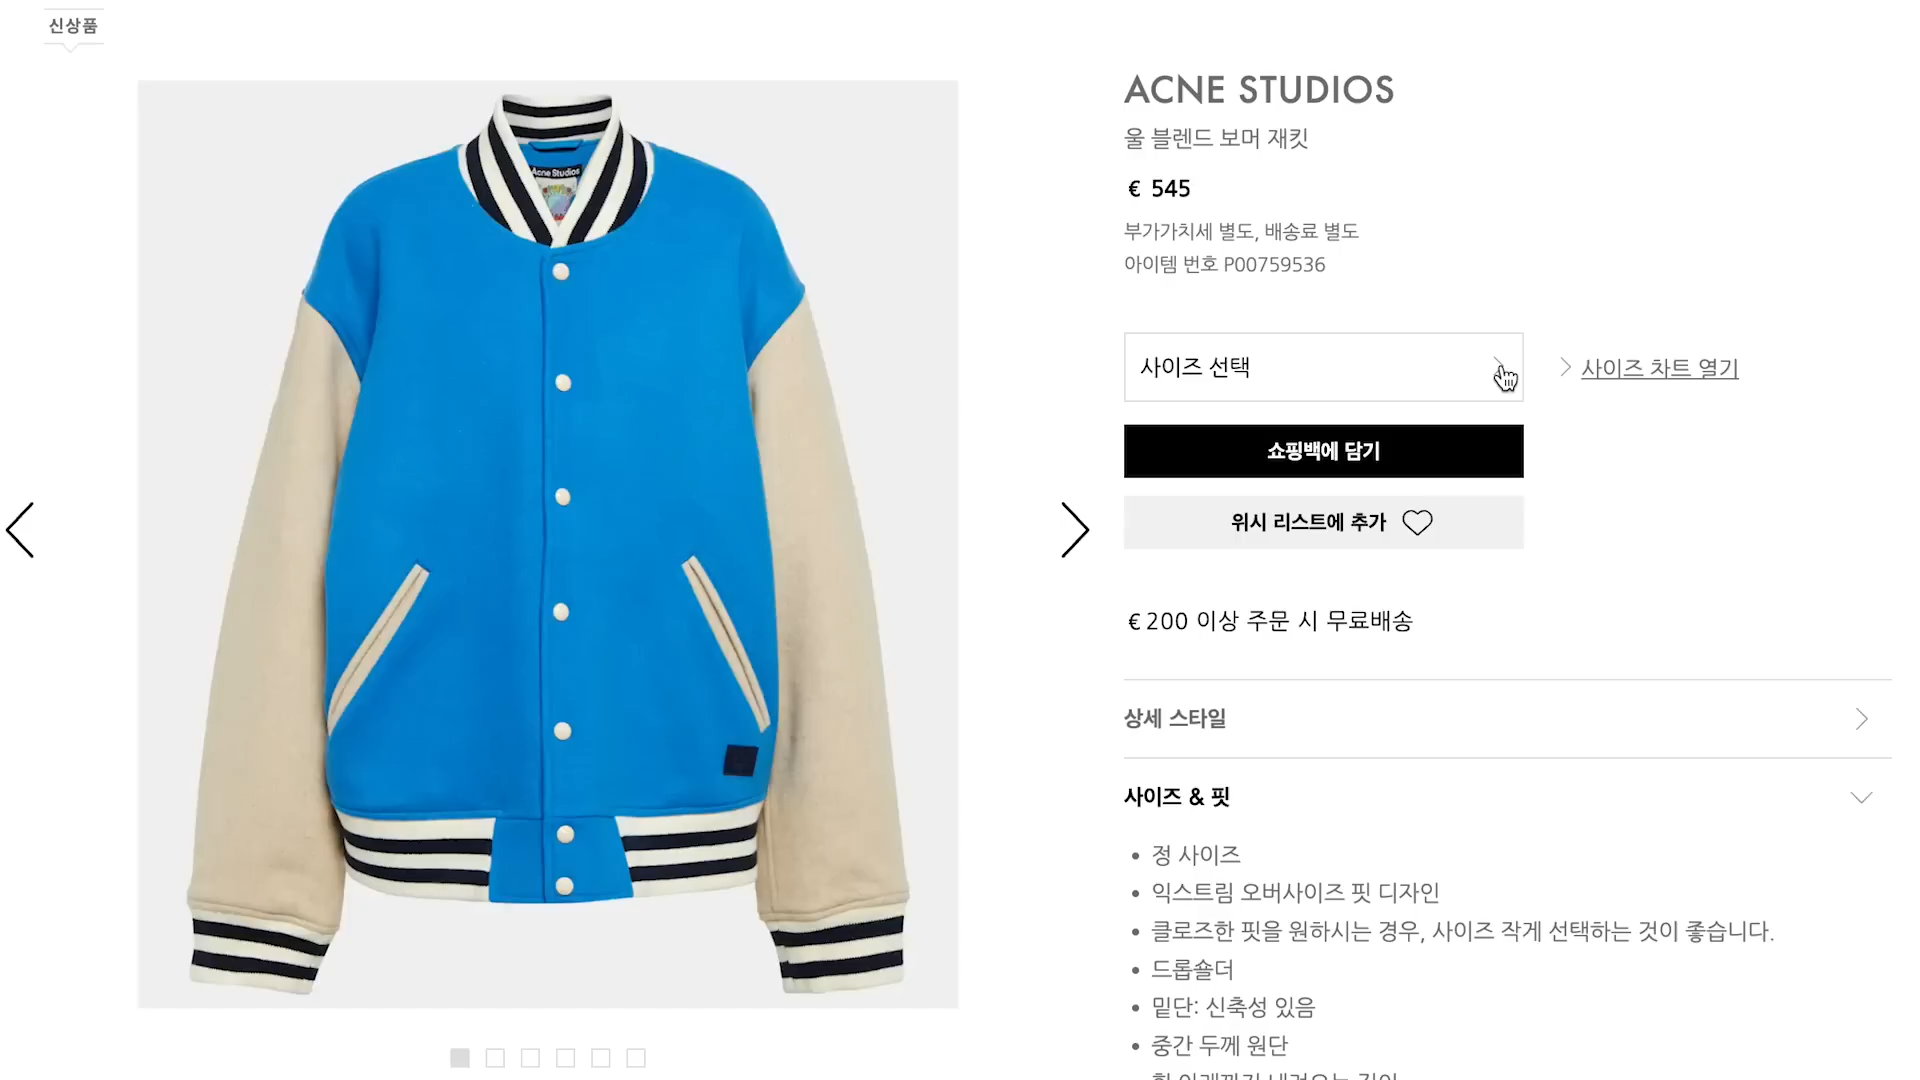 신상품
Acne Studios
ACNE STUDIOS
울 블렌드 보머 재킷
€ 545
부가가치세 별도, 배송료 별도
아이템 번호 P00759536
사이즈 선택
사이즈 차트 열기
쇼핑백에 담기
위시 리스트에 추가
€200 이상 주문 시 무료배송
상세 스타일
사이즈 & 핏
정 사이즈
익스트림 오버사이즈 핏 디자인
클로즈한 핏을 원하시는 경우, 사이즈 작게 선택하는 것이 좋습니다.
드롭숄더
밑단: 신축성 있음
중간 두께 원단